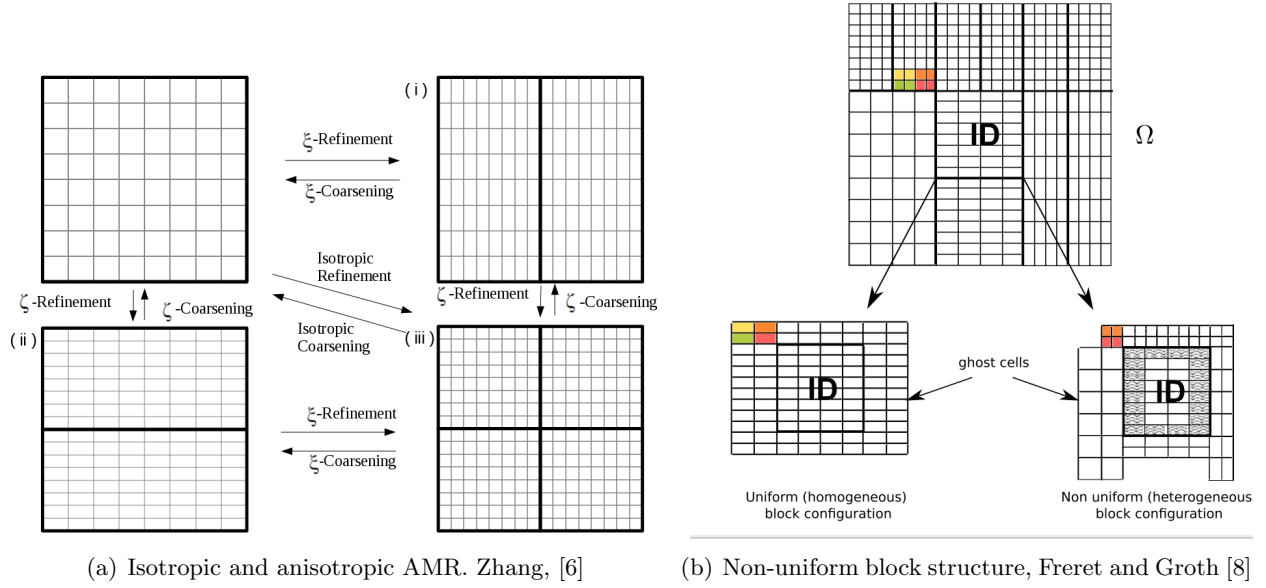 (i)
ξ-Refinement
ξ-Coarsening
Isotropic
Refinement
ζ-Refinement
ζ-Coarsening
ζ-Refinement
ζ-Coarsening
Isotropic
Coarsening
(ii)
(iii)
ξ-Refinement
ξ-Coarsening
(a) Isotropic and anisotropic AMR. Zhang, [6]
ID
Ω
ghost cells
ID
ID
Uniform (homogeneous)
block configuration
Non uniform (heterogeneous
block configuration
(b) Non-uniform block structure, Freret and Groth [8]